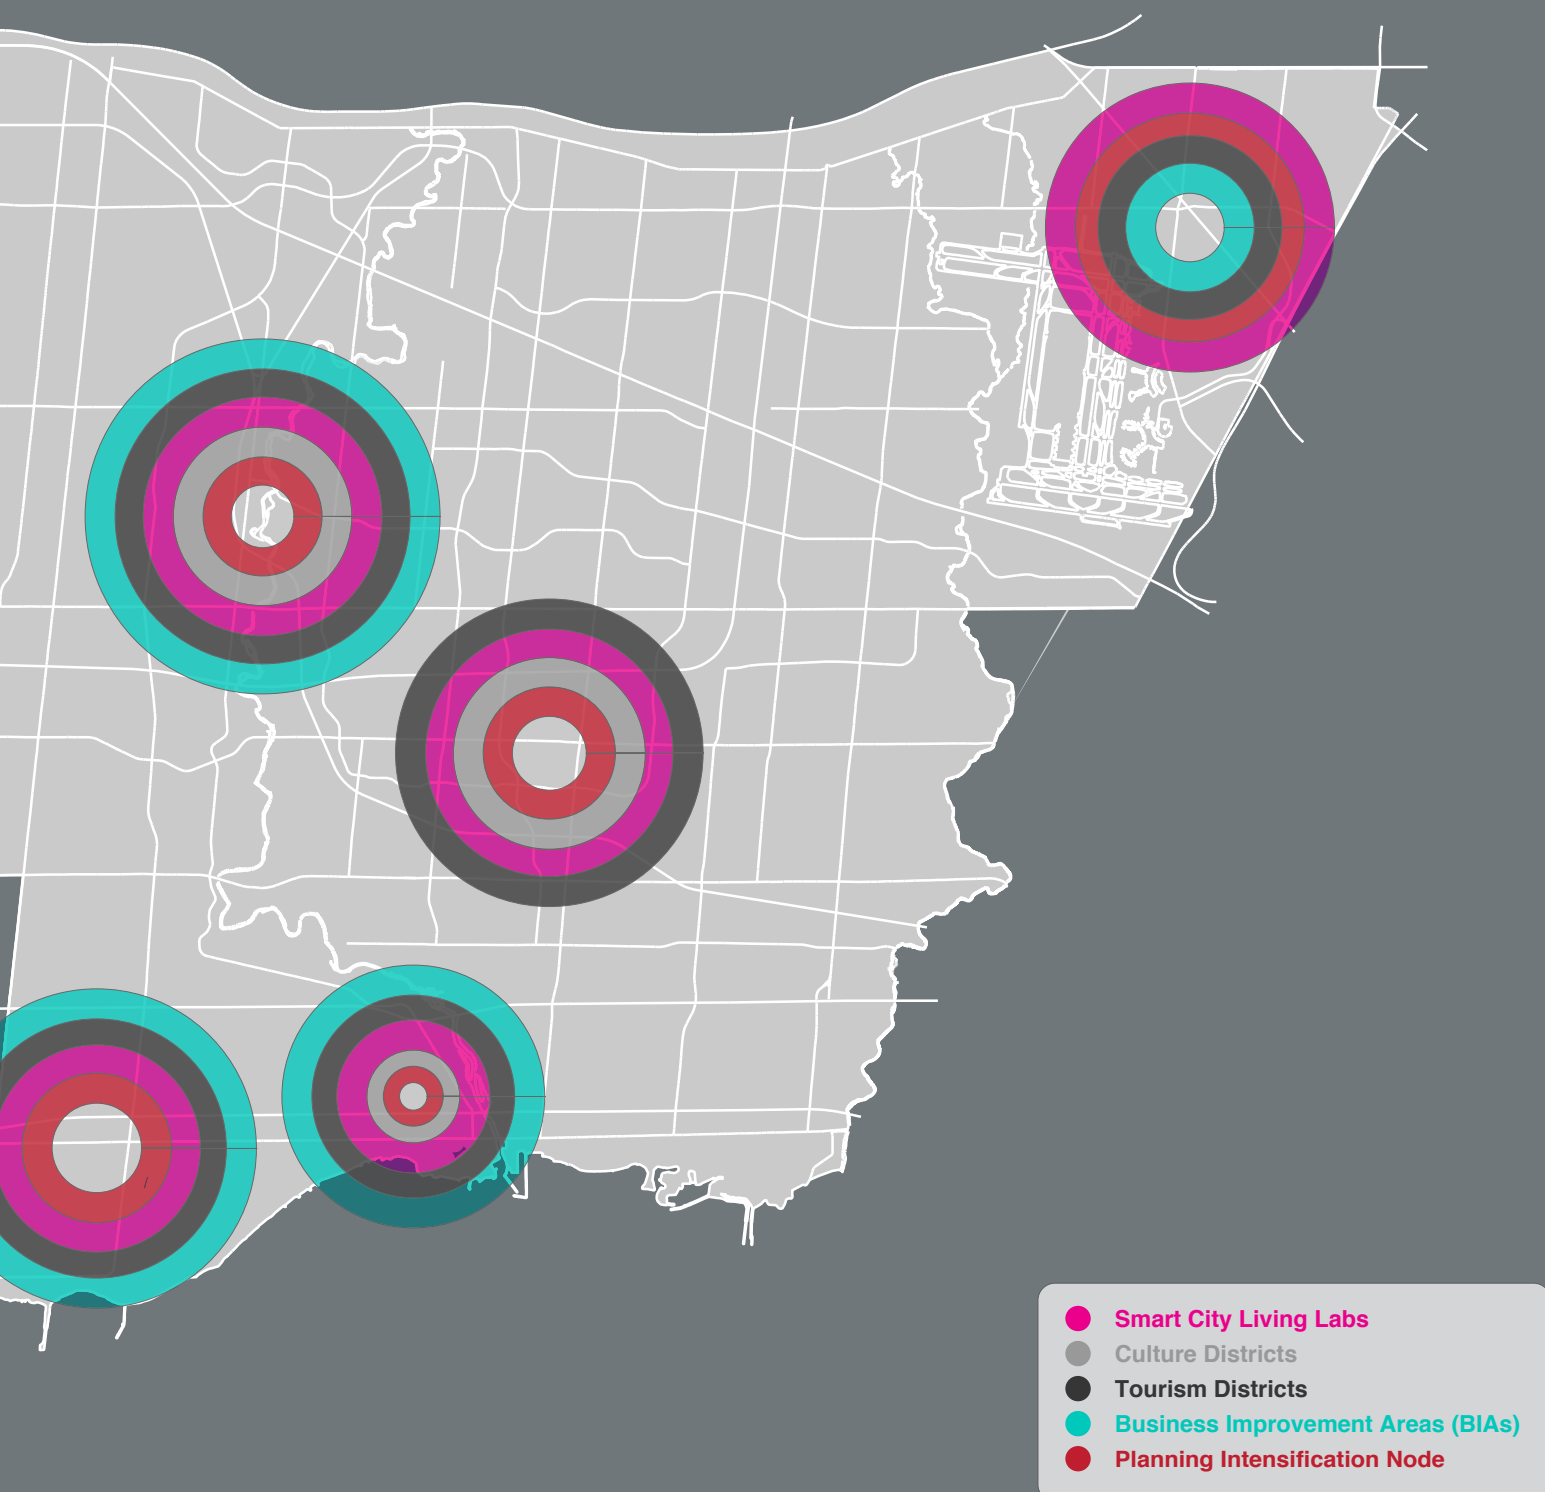 Smart City Living Labs
Culture Districts
Tourism Districts
Business Improvement Areas (BIAs)
Planning Intensification Node